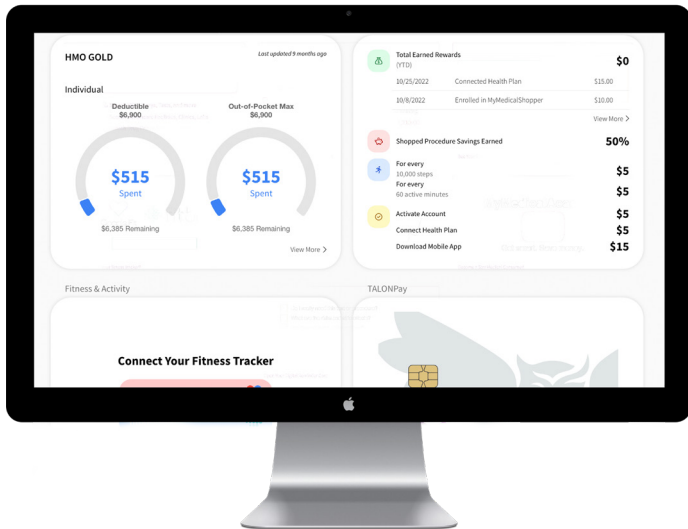 HMO GOLD
Last updated 9 months ago
Individual
Deductible
$6,900
Out-of-Pocket Max
$6,900
$515
Spent
$515
Spent
$6,385 Remaining
$6,385 Remaining
View More >
Total Earned Rewards
(YTD)
$0
10/25/2022 Connected Health Plan $15.00
10/8/2022 Enrolled in MyMedicalShopper $10.00
View More >
Shopped Procedure Savings Earned 50%
For every
10,000 steps
$5
For every
60 active minutes
$5
Activate Account $5
Connect Health Plan $5
Download Mobile App $15
Fitness & Activity
TALONPay
Connect Your Fitness Tracker